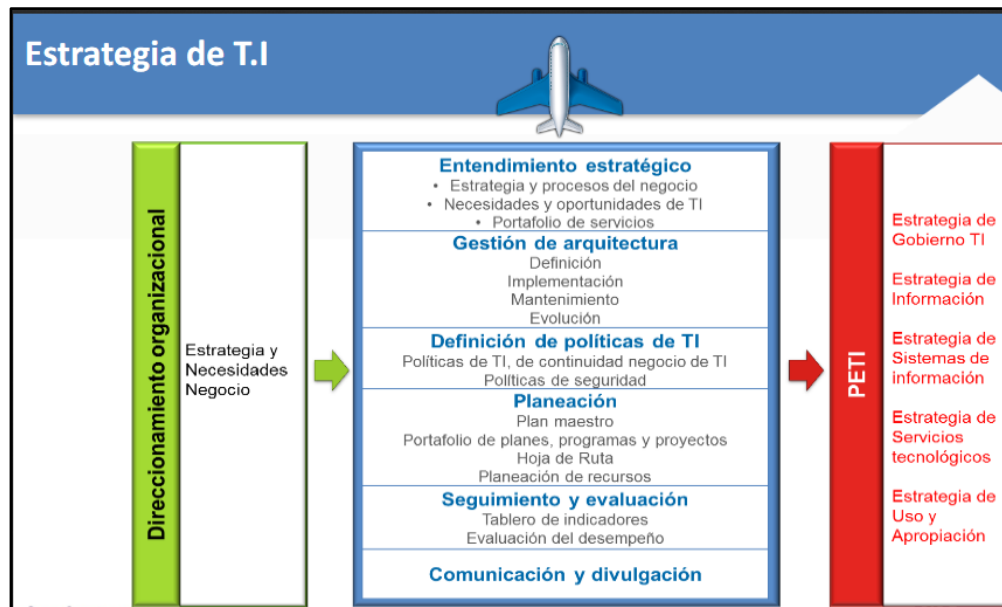 Estrategia de T.I
Direccionamiento organizacional
Estrategia y
Necesidades
Negocio
Entendimiento estratégico
• Estrategia y procesos del negocio
• Necesidades y oportunidades de TI
• Portafolio de servicios
Gestión de arquitectura
Definición
Implementación
Mantenimiento
Evolución
Definición de políticas de TI
Políticas de TI, de continuidad negocio de TI
Políticas de seguridad
Planeación
Plan maestro
Portafolio de planes, programas y proyectos
Hoja de Ruta
Planeación de recursos
Seguimiento y evaluación
Tablero de indicadores
Evaluación del desempeño
Comunicación y divulgación
PETI
Estrategia de
Gobierno TI
Estrategia de
Información
Estrategia de
Sistemas de
información
Estrategia de
Servicios
tecnológicos
Estrategia de
Uso y
Apropiación